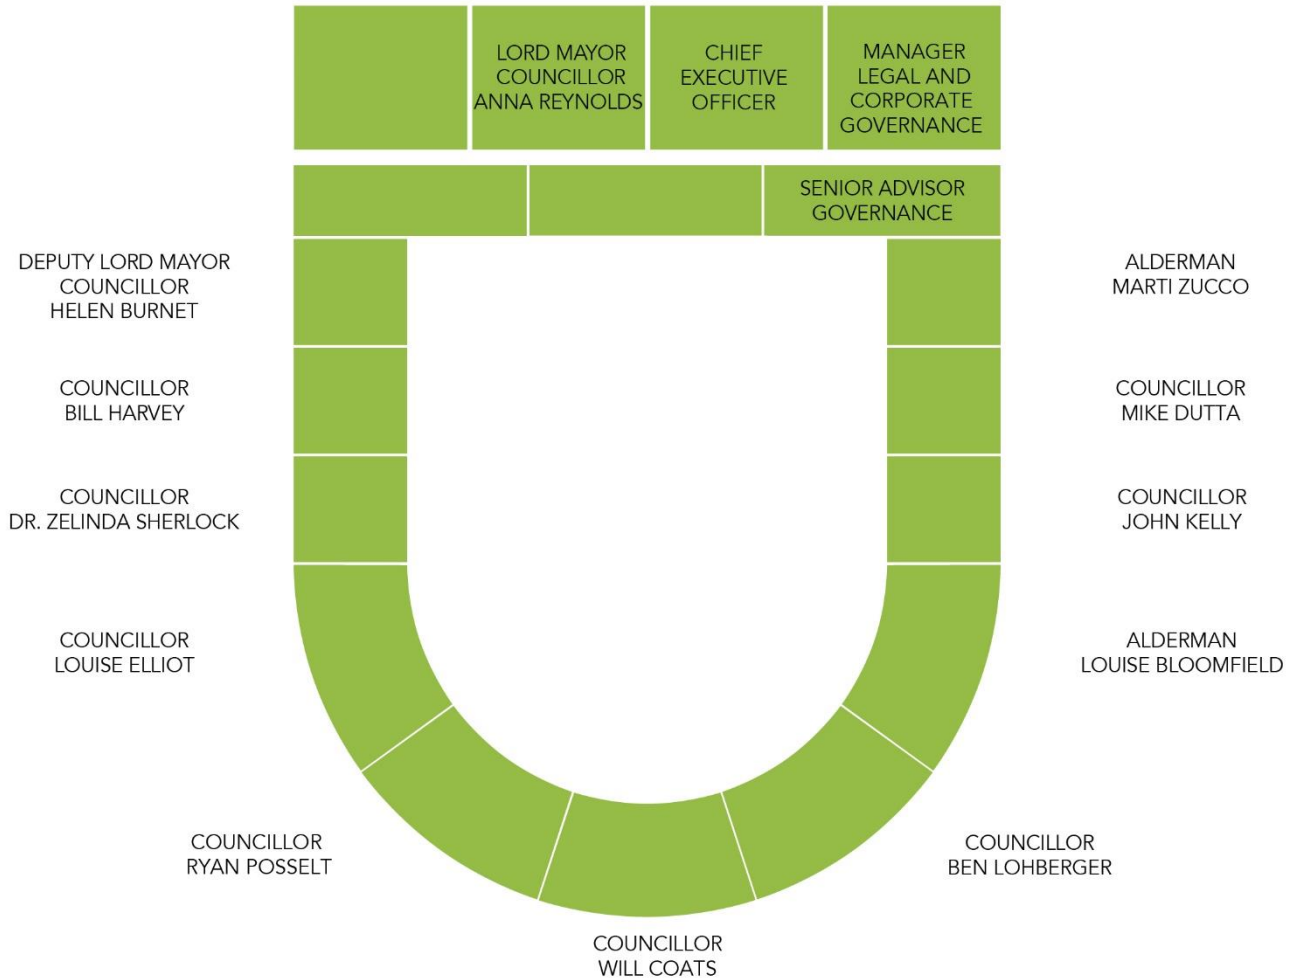 LORD MAYOR
COUNCILLOR
ANNA REYNOLDS
CHIEF
EXECUTIVE
OFFICER
MANAGER
LEGAL AND
CORPORATE
GOVERNANCE
SENIOR ADVISOR
GOVERNANCE
DEPUTY LORD MAYOR
COUNCILLOR
HELEN BURNET
ALDERMAN
MARTI ZUCCO
COUNCILLOR
BILL HARVEY
COUNCILLOR
MIKE DUTTA
COUNCILLOR
DR. ZELINDA SHERLOCK
COUNCILLOR
JOHN KELLY
COUNCILLOR
LOUISE ELLIOT
ALDERMAN
LOUISE BLOOMFIELD
COUNCILLOR
RYAN POSSELT
COUNCILLOR
BEN LOHBERGER
COUNCILLOR
WILL COATS